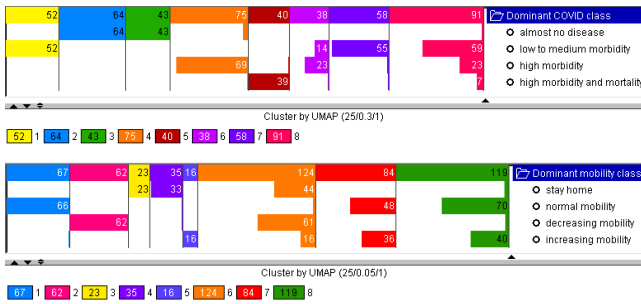 52 64 43 75 40 38 58 91 Dominant COVID class
64 43 almost no disease
52 14 55 59 low to medium morbidity
69 23 23 high morbidity
39 7 high morbidity and mortality
Cluster by UMAP (25/0.3/1)
52 1 64 2 43 3 75 4 40 5 38 6 58 7 91 8
67 62 23 35 16 124 84 119 Dominant mobility class
23 33 44 stay home
66 48 70 normal mobility
62 61 decreasing mobility
16 16 36 40 increasing mobility
Cluster by UMAP (25/0.05/1)
67 1 62 2 23 3 35 4 16 5 124 6 84 7 119 8